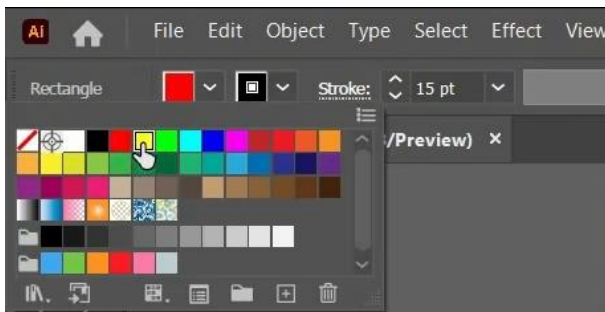 Ai File Edit Object Type Select Effect View
Rectangle Stroke: 15 pt
/Preview) ×